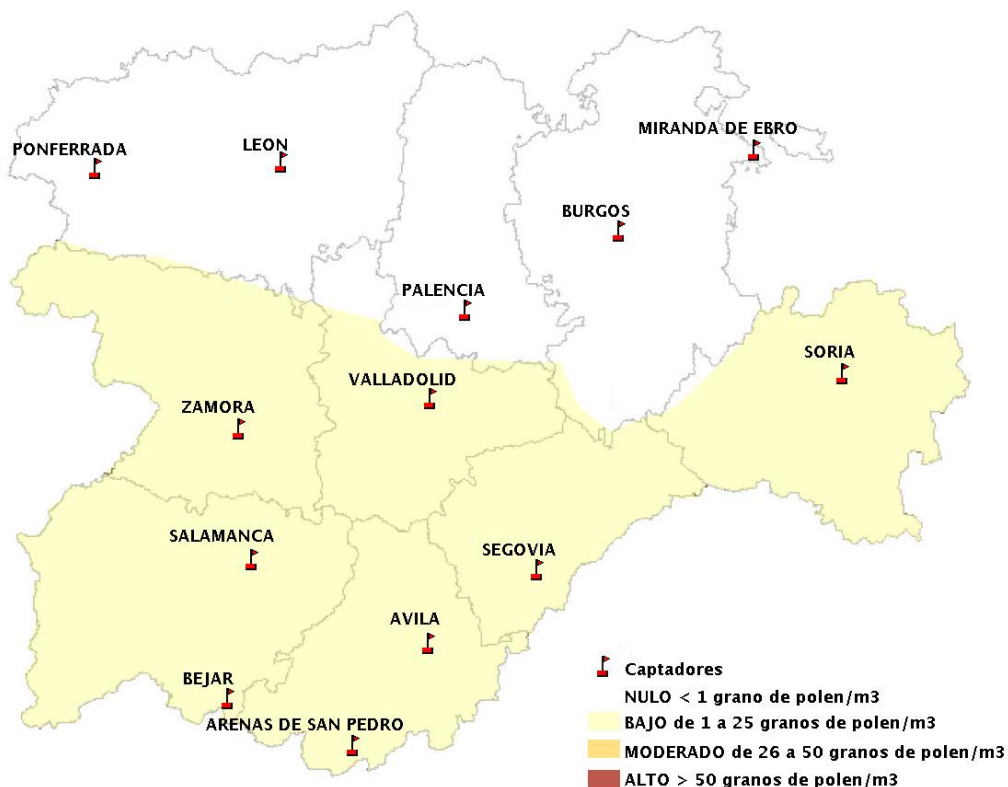 MIRANDA DE EBRO
PONFERRADA
LEON
BURGOS
PALENCIA
SORIA
VALLADOLID
ZAMORA
SALAMANCA
SEGOVIA
AVILA
BEJAR
ARENAS DE SAN PEDRO
Captadores
NULO < 1 grano de polen/m3
BAJO de 1 a 25 granos de polen/m3
MODERADO de 26 a 50 granos de polen/m3
ALTO > 50 granos de polen/m3